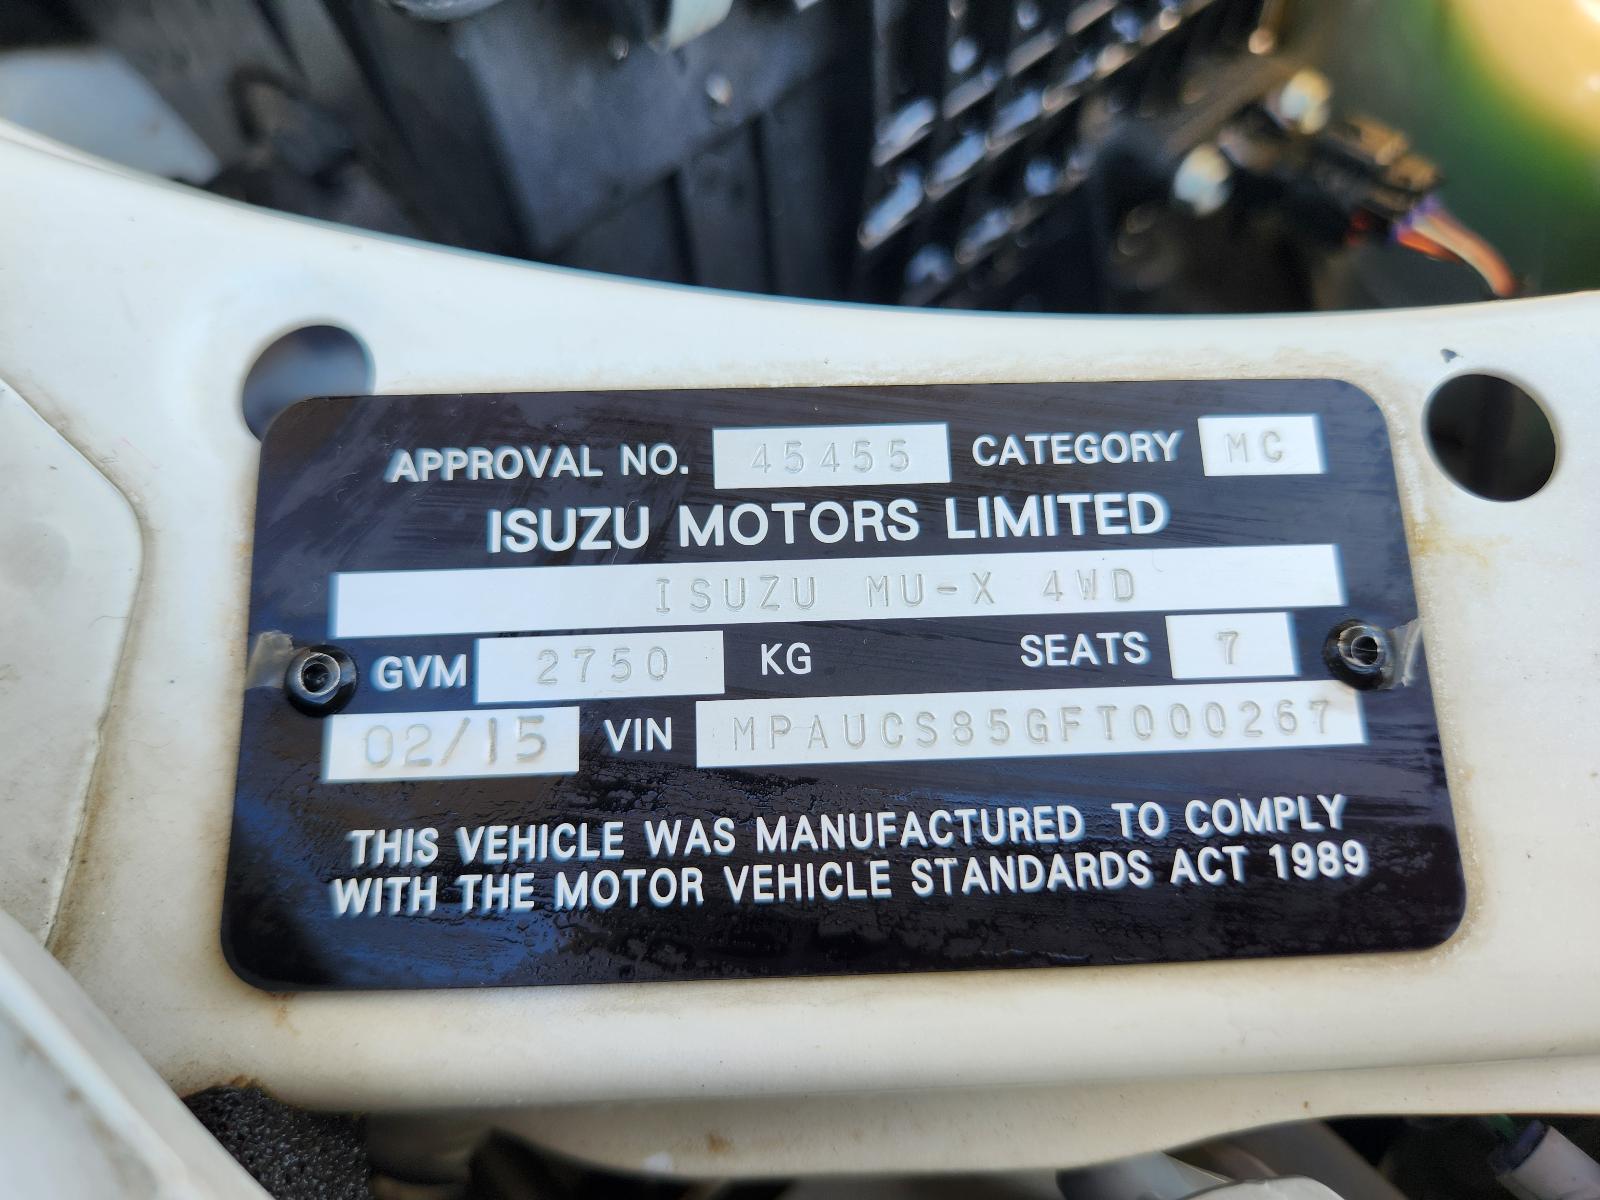 APPROVAL NO. 45455 CATEGORY MC
ISUZU MOTORS LIMITED
ISUZU MU-X 4WD
GVM 2750 KG SEATS 7
02/15 VIN MPAUCS85GFT000267
THIS VEHICLE WAS MANUFACTURED TO COMPLY
WITH THE MOTOR VEHICLE STANDARDS ACT 1989